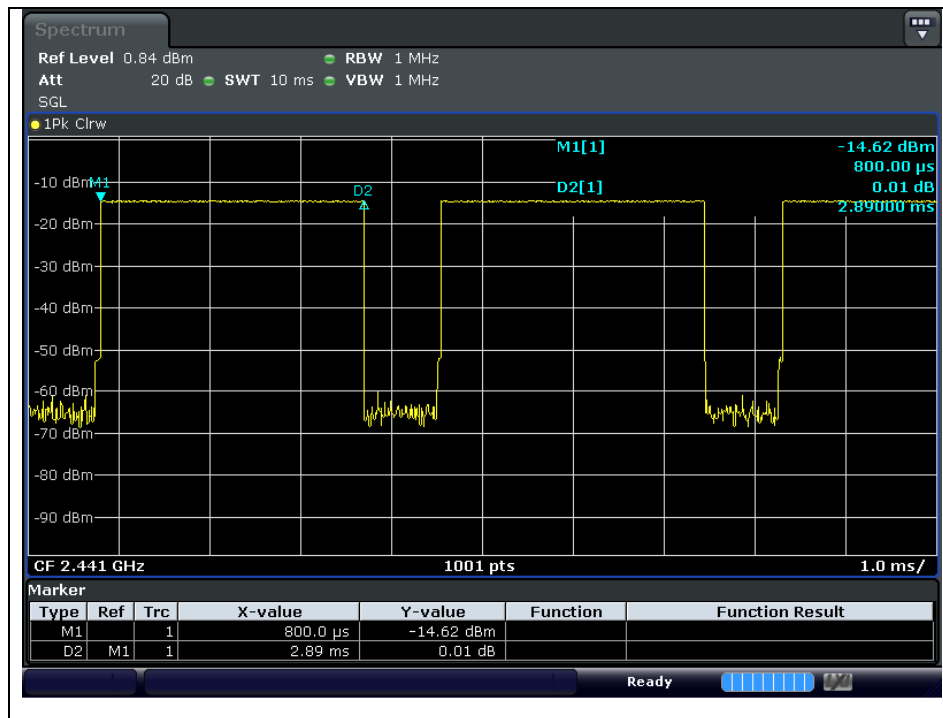 Spectrum
Ref Level 0.84 dBm RBW 1 MHz
Att 20 dB SWT 10 ms VBW 1 MHz
SGL
1Pk Clrw
M1[1] -14.62 dBm
800.00 µs
-10 dBm M1 D2 D2[1] 0.01 dB
2.89000 ms
-20 dBm
-30 dBm
-40 dBm
-50 dBm
-60 dBm
-70 dBm
-80 dBm
-90 dBm
CF 2.441 GHz 1001 pts 1.0 ms/
Marker
Type Ref Trc X-value Y-value Function Function Result
M1 1 800.0 µs -14.62 dBm
D2 M1 1 2.89 ms 0.01 dB
Ready